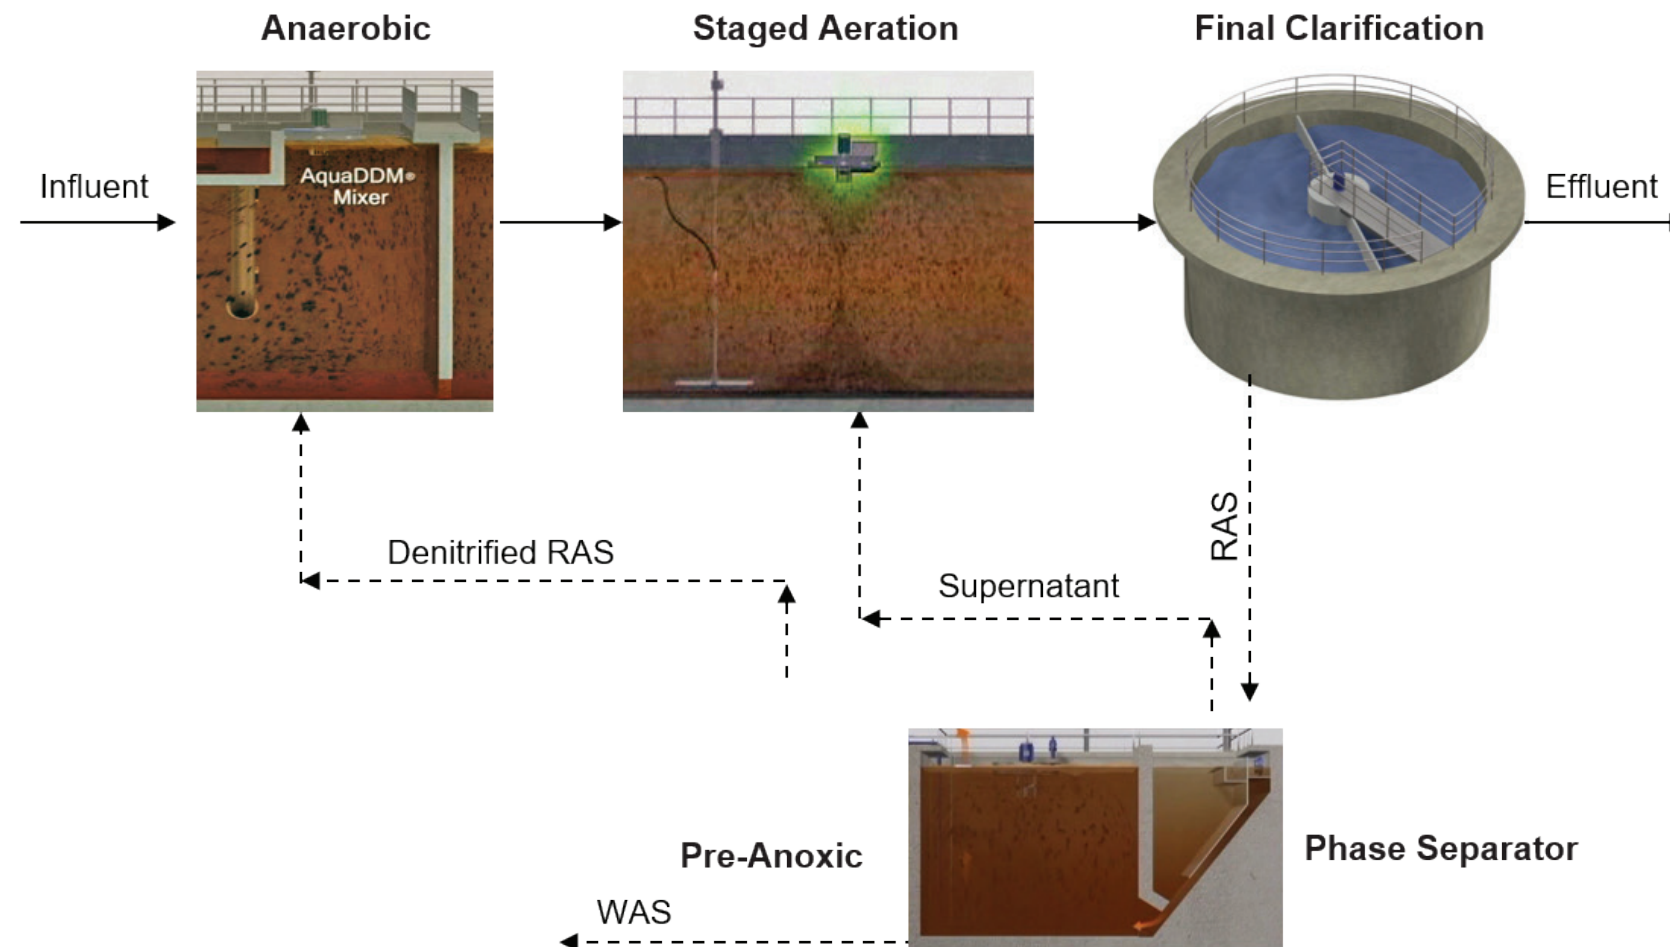 Anaerobic
Staged Aeration
Final Clarification
Influent
AquaDDM®
Mixer
Effluent
RAS
Denitrified RAS
Supernatant
Pre-Anoxic
Phase Separator
WAS